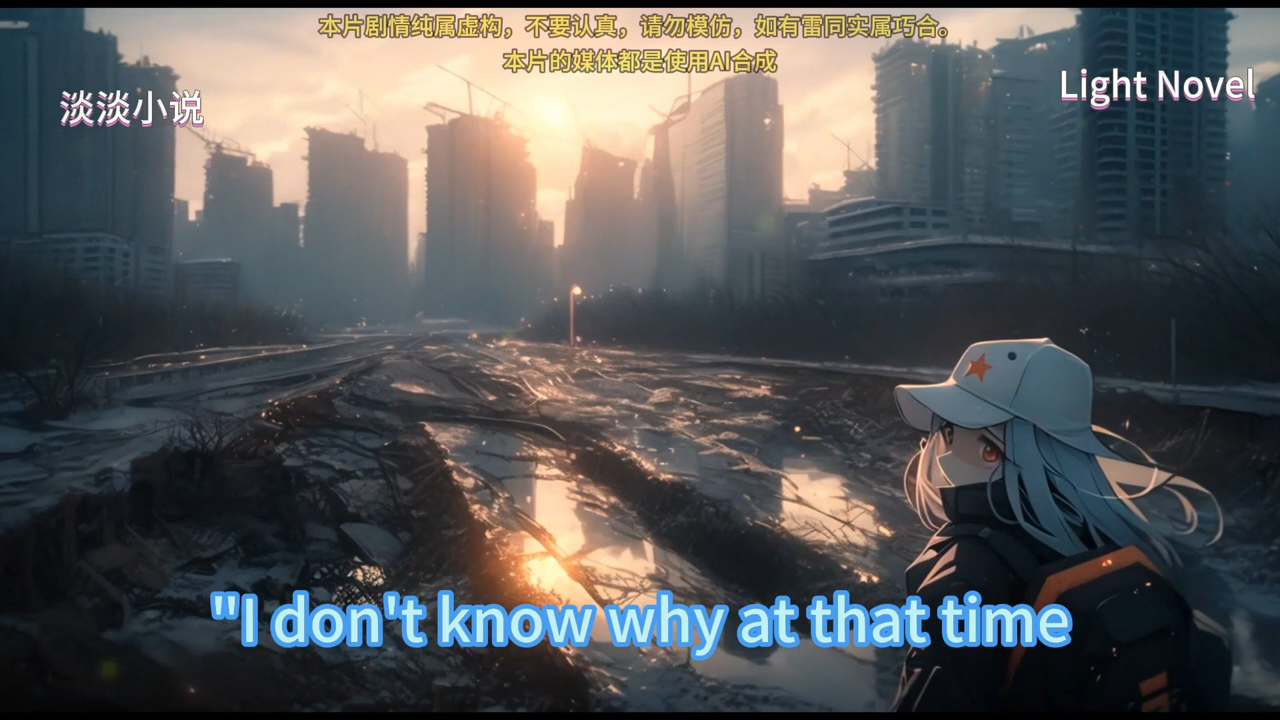 本片剧情纯属虚构，不要认真，请勿模仿，如有雷同实属巧合。
本片的媒体都是使用AI合成
淡淡小说
Light Novel
"I don't know why at that time